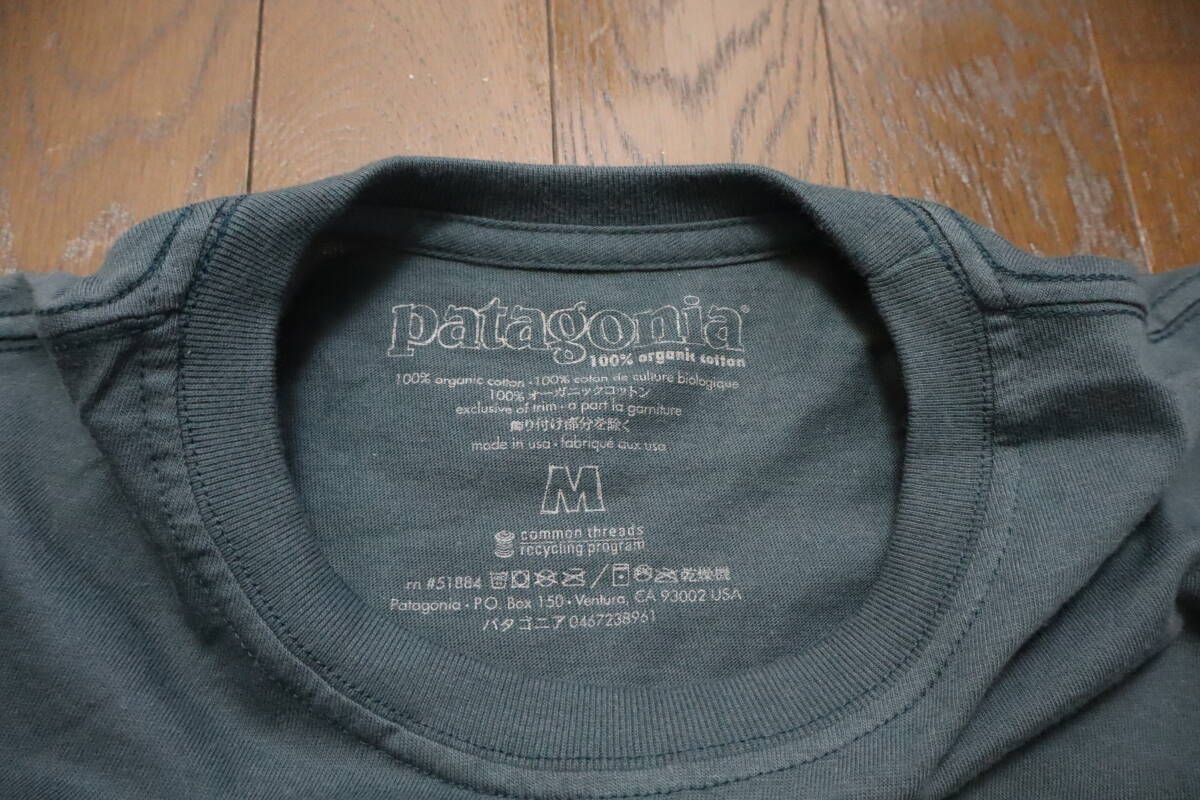 patagonia®
100% organic cotton
100% organic cotton • 100% coton de culture biologique
100% オーガニックコットン
exclusive of trim • a part la garniture
飾り付け部分を除く
made in usa • fabriqué aux usa
M
common threads
recycling program
rn #51884 乾燥機
Patagonia • P.O. Box 150 • Ventura, CA 93002 USA
パタゴニア 0467238961